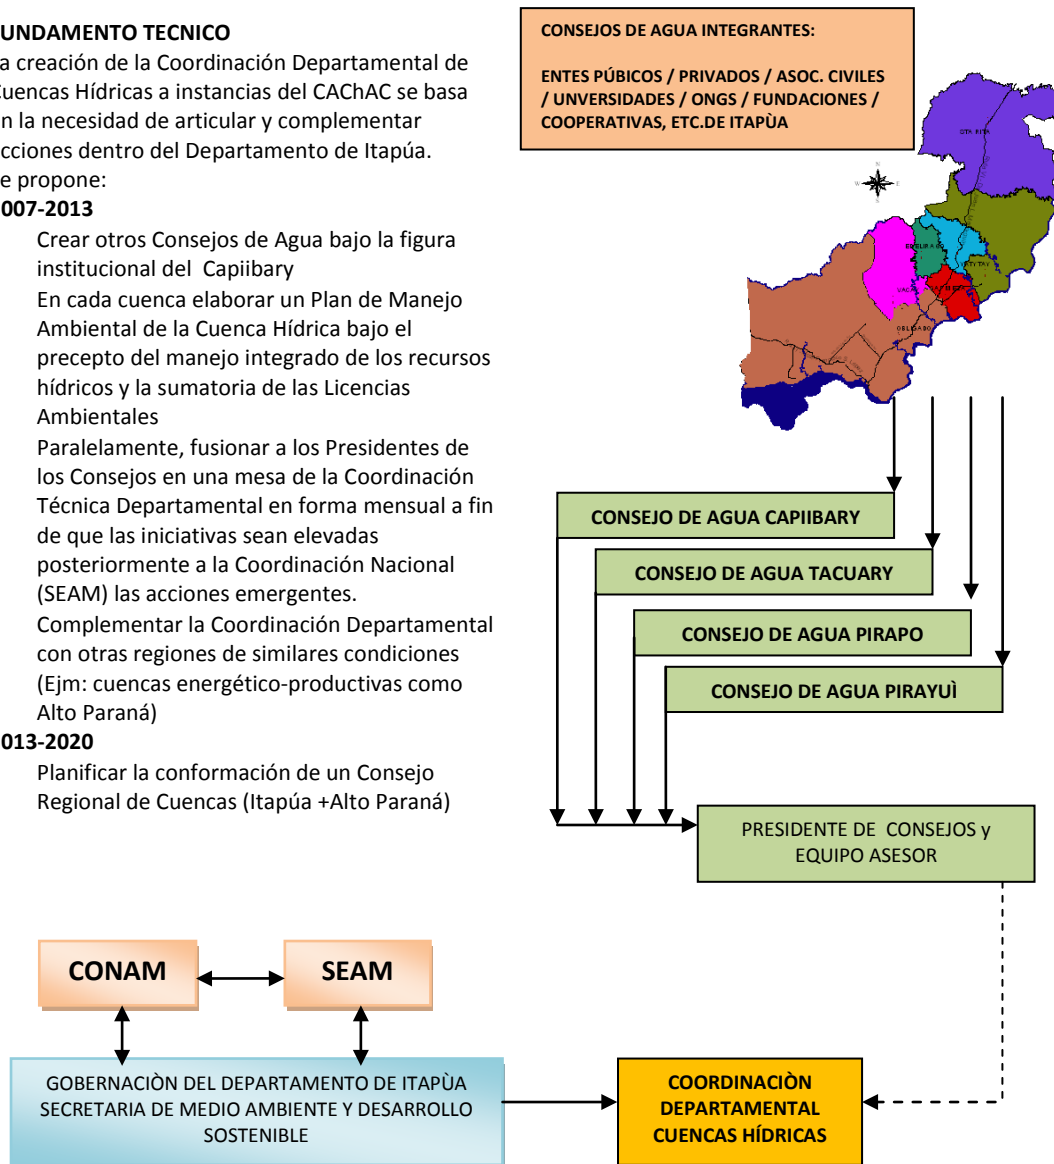 UNDAMENTO TECNICO
a creación de la Coordinación Departamental de
uencas Hídricas a instancias del CAChAC se basa
n la necesidad de articular y complementar
cciones dentro del Departamento de Itapúa.
e propone:
007-2013
Crear otros Consejos de Agua bajo la figura
institucional del Capiibary
En cada cuenca elaborar un Plan de Manejo
Ambiental de la Cuenca Hídrica bajo el
precepto del manejo integrado de los recursos
hídricos y la sumatoria de las Licencias
Ambientales
Paralelamente, fusionar a los Presidentes de
los Consejos en una mesa de la Coordinación
Técnica Departamental en forma mensual a fin
de que las iniciativas sean elevadas
posteriormente a la Coordinación Nacional
(SEAM) las acciones emergentes.
Complementar la Coordinación Departamental
con otras regiones de similares condiciones
(Ejm: cuencas energético-productivas como
Alto Paraná)
013-2020
Planificar la conformación de un Consejo
Regional de Cuencas (Itapúa +Alto Paraná)
CONSEJOS DE AGUA INTEGRANTES:
ENTES PÚBICOS / PRIVADOS / ASOC. CIVILES
/ UNVERSIDADES / ONGS / FUNDACIONES /
COOPERATIVAS, ETC.DE ITAPÙA
N
W
E
S
OBLIGADO
CONSEJO DE AGUA CAPIIBARY
CONSEJO DE AGUA TACUARY
CONSEJO DE AGUA PIRAPO
CONSEJO DE AGUA PIRAYUÌ
PRESIDENTE DE CONSEJOS y
EQUIPO ASESOR
CONAM
SEAM
GOBERNACIÒN DEL DEPARTAMENTO DE ITAPÙA
SECRETARIA DE MEDIO AMBIENTE Y DESARROLLO
SOSTENIBLE
COORDINACIÒN
DEPARTAMENTAL
CUENCAS HÍDRICAS